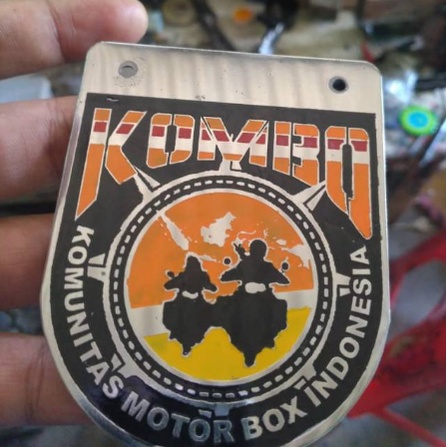 KOMBO
KOMUNITAS MOTOR BOX INDONESIA